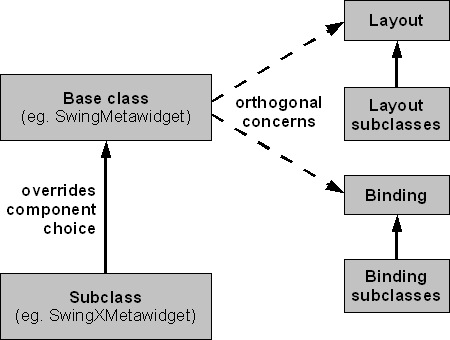 Layout
Base class
(eg. SwingMetawidget)
orthogonal
concerns
Layout
subclasses
overrides
component
choice
Binding
Subclass
(eg. SwingXMetawidget)
Binding
subclasses